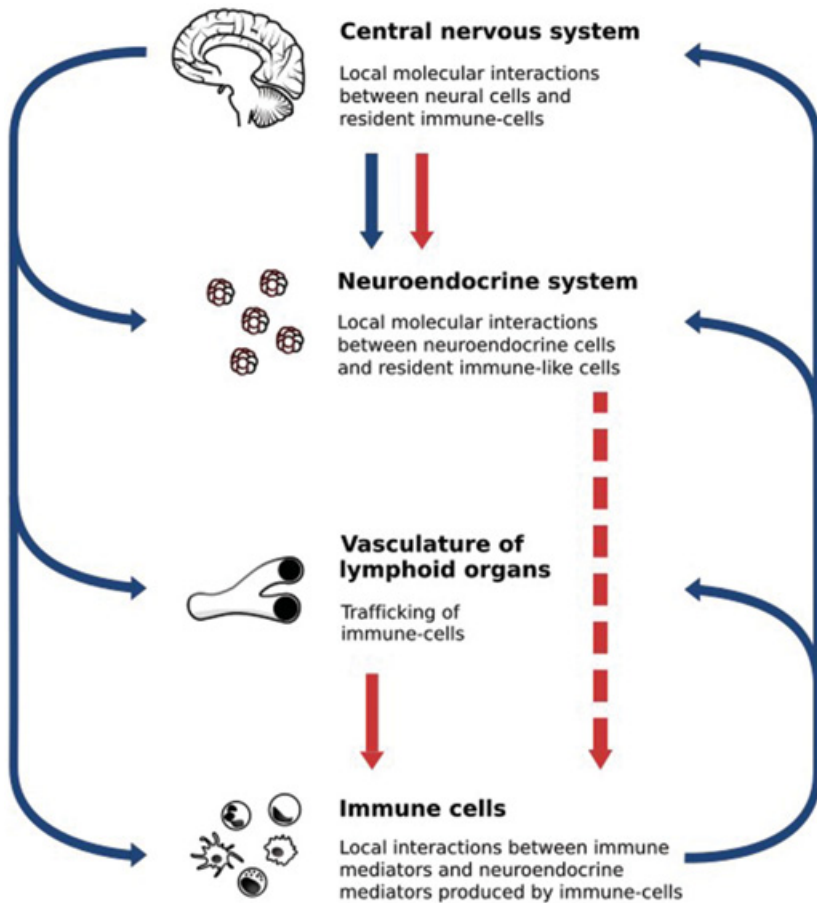 Central nervous system
Local molecular interactions
between neural cells and
resident immune-cells
Neuroendocrine system
Local molecular interactions
between neuroendocrine cells
and resident immune-like cells
Vasculature of
lymphoid organs
Trafficking of
immune-cells
Immune cells
Local interactions between immune
mediators and neuroendocrine
mediators produced by immune-cells